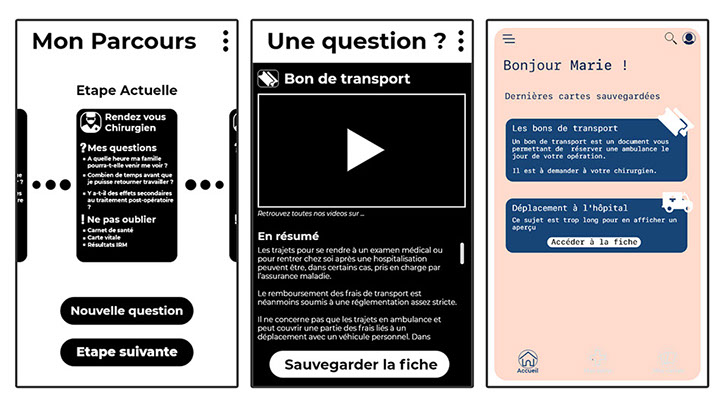 Mon Parcours
Etape Actuelle
Rendez vous
Chirurgien
? Mes questions
A quelle heure ma famille
pourra-t-elle venir me voir ?
Combien de temps avant que
je puisse retourner travailler ?
Y a-t-il des effets secondaires
au traitement post-opératoire
?
! Ne pas oublier
Carnet de santé
Carte vitale
Résultats IRM
Nouvelle question
Etape suivante
Une question ?
Bon de transport
Retrouvez toutes nos videos sur ...
En résumé
Les trajets pour se rendre à un examen médical ou
pour rentrer chez soi après une hospitalisation
peuvent être, dans certains cas, pris en charge par
l'assurance maladie.
Le remboursement des frais de transport est
néanmoins soumis à une réglementation assez stricte.
Il ne concerne pas que les trajets en ambulance et
peut couvrir une partie des frais liés à un
déplacement avec un véhicule personnel. Dans
Sauvegarder la fiche
Bonjour Marie !
Dernières cartes sauvegardées
Les bons de transport
Un bon de transport est un document vous
permettant de réserver une ambulance le
jour de votre opération.
Il est à demander à votre chirurgien.
Déplacement à l'hôpital
Ce sujet est trop long pour en afficher un
aperçu
Accéder à la fiche
Accueil